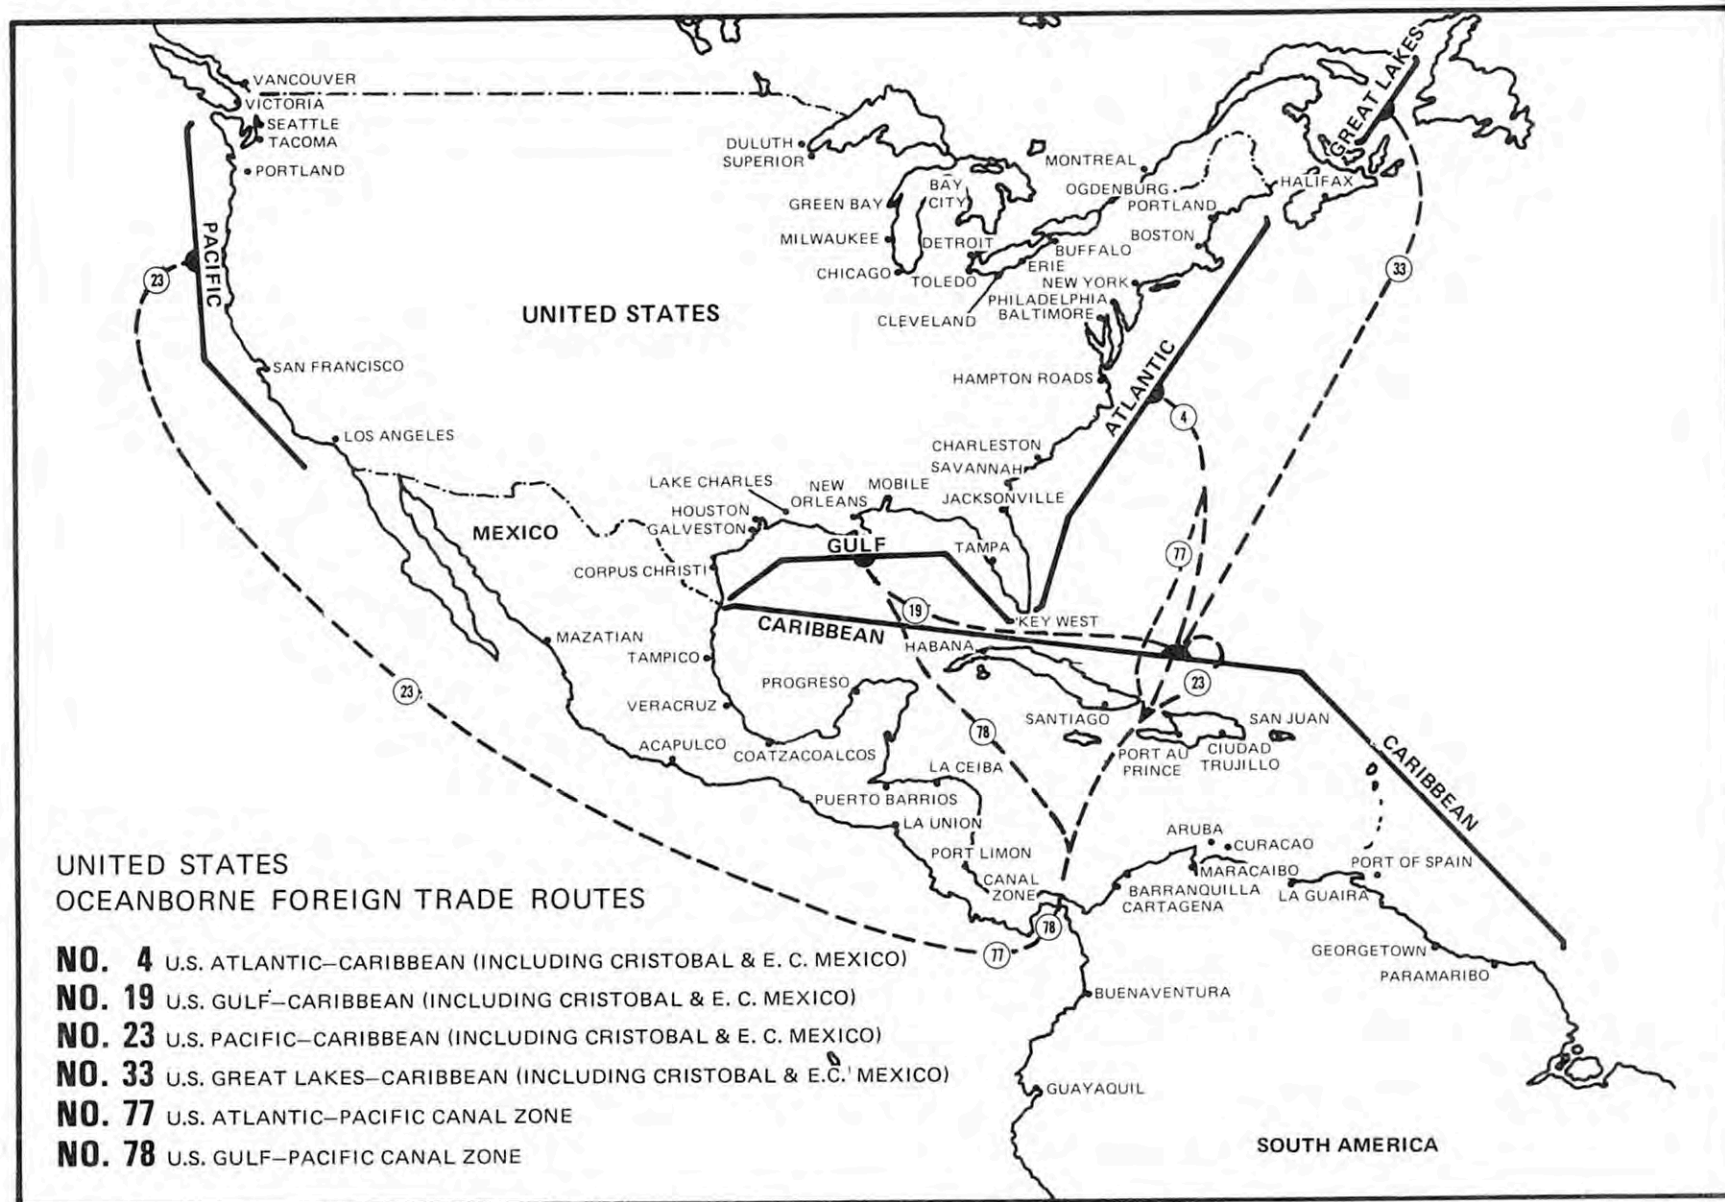 VANCOUVER
VICTORIA
SEATTLE
TACOMA
PORTLAND
PACIFIC
23
SAN FRANCISCO
LOS ANGELES
UNITED STATES
DULUTH
SUPERIOR
GREEN BAY
MILWAUKEE
CHICAGO
BAY
CITY
DETROIT
TOLEDO
CLEVELAND
ERIE
BUFFALO
MONTREAL
OGDENBURG
PORTLAND
HALIFAX
GREAT LAKES
BOSTON
NEW YORK
PHILADELPHIA
BALTIMORE
HAMPTON ROADS
ATLANTIC
4
33
CHARLESTON
SAVANNAH
JACKSONVILLE
LAKE CHARLES
NEW
ORLEANS
MOBILE
HOUSTON
GALVESTON
MEXICO
GULF
TAMPA
77
CORPUS CHRISTI
19
KEY WEST
CARIBBEAN
HABANA
MAZATIAN
TAMPICO
PROGRESO
23
23
VERACRUZ
78
SANTIAGO
SAN JUAN
ACAPULCO
COATZACOALCOS
PORT AU
PRINCE
CIUDAD
TRUJILLO
CARIBBEAN
LA CEIBA
PUERTO BARRIOS
LA UNION
ARUBA
CURACAO
PORT LIMON
MARACAIBO
PORT OF SPAIN
CANAL
ZONE
BARRANQUILLA
CARTAGENA
LA GUAIRA
78
77
GEORGETOWN
PARAMARIBO
BUENAVENTURA
GUAYAQUIL
SOUTH AMERICA
UNITED STATES
OCEANBORNE FOREIGN TRADE ROUTES
NO. 4 U.S. ATLANTIC–CARIBBEAN (INCLUDING CRISTOBAL & E. C. MEXICO)
NO. 19 U.S. GULF–CARIBBEAN (INCLUDING CRISTOBAL & E. C. MEXICO)
NO. 23 U.S. PACIFIC–CARIBBEAN (INCLUDING CRISTOBAL & E. C. MEXICO)
NO. 33 U.S. GREAT LAKES–CARIBBEAN (INCLUDING CRISTOBAL & E.C. MEXICO)
NO. 77 U.S. ATLANTIC–PACIFIC CANAL ZONE
NO. 78 U.S. GULF–PACIFIC CANAL ZONE